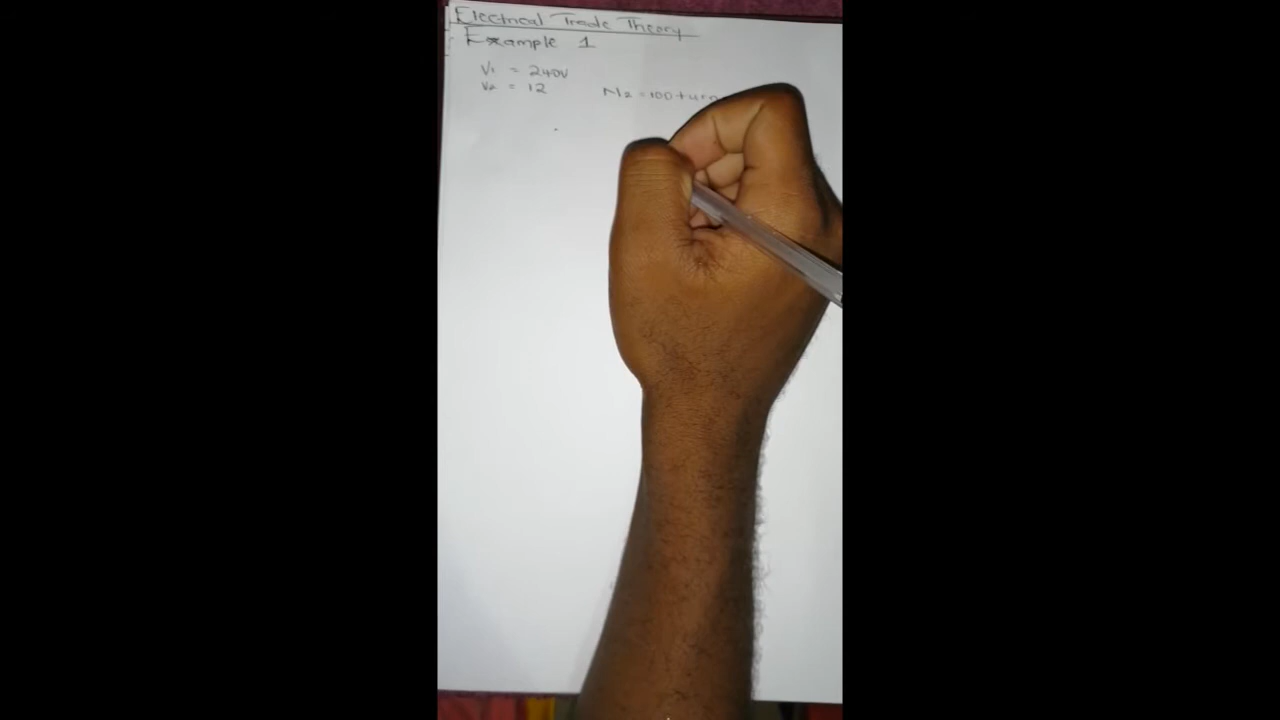 Electrical Trade Theory
Example 1
V1 = 240V
V2 = 12 N2 = 100 turn